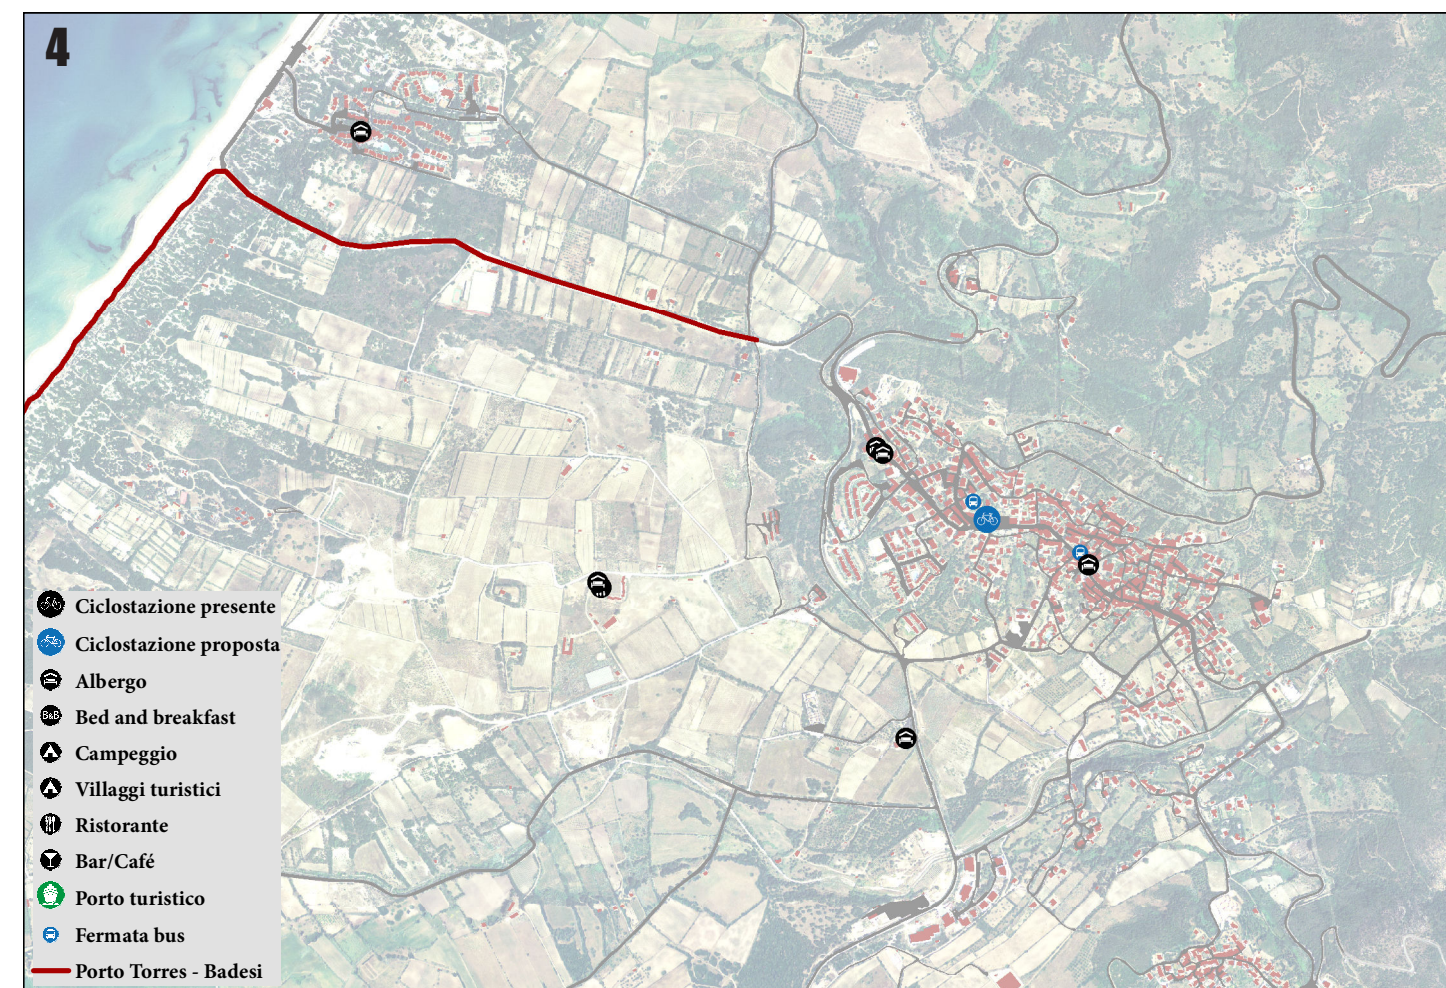 4
Ciclostazione presente
Ciclostazione proposta
Albergo
B&B Bed and breakfast
Campeggio
Villaggi turistici
Ristorante
Bar/Café
Porto turistico
Fermata bus
Porto Torres - Badesi